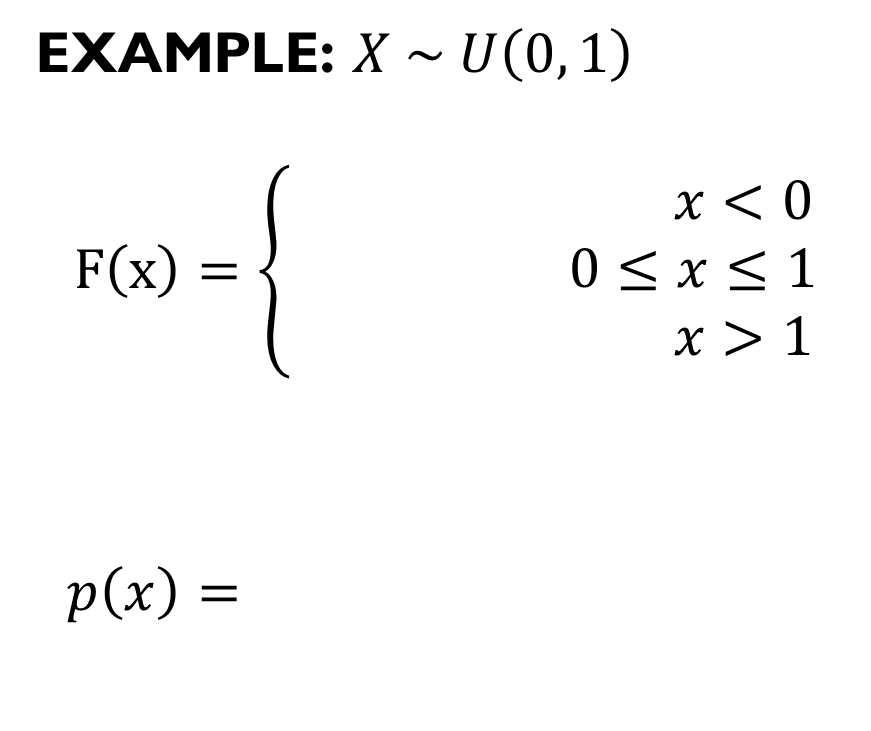 EXAMPLE: X ~ U(0, 1)
x < 0
F(x) = { 0 ≤ x ≤ 1
x > 1
p(x) =